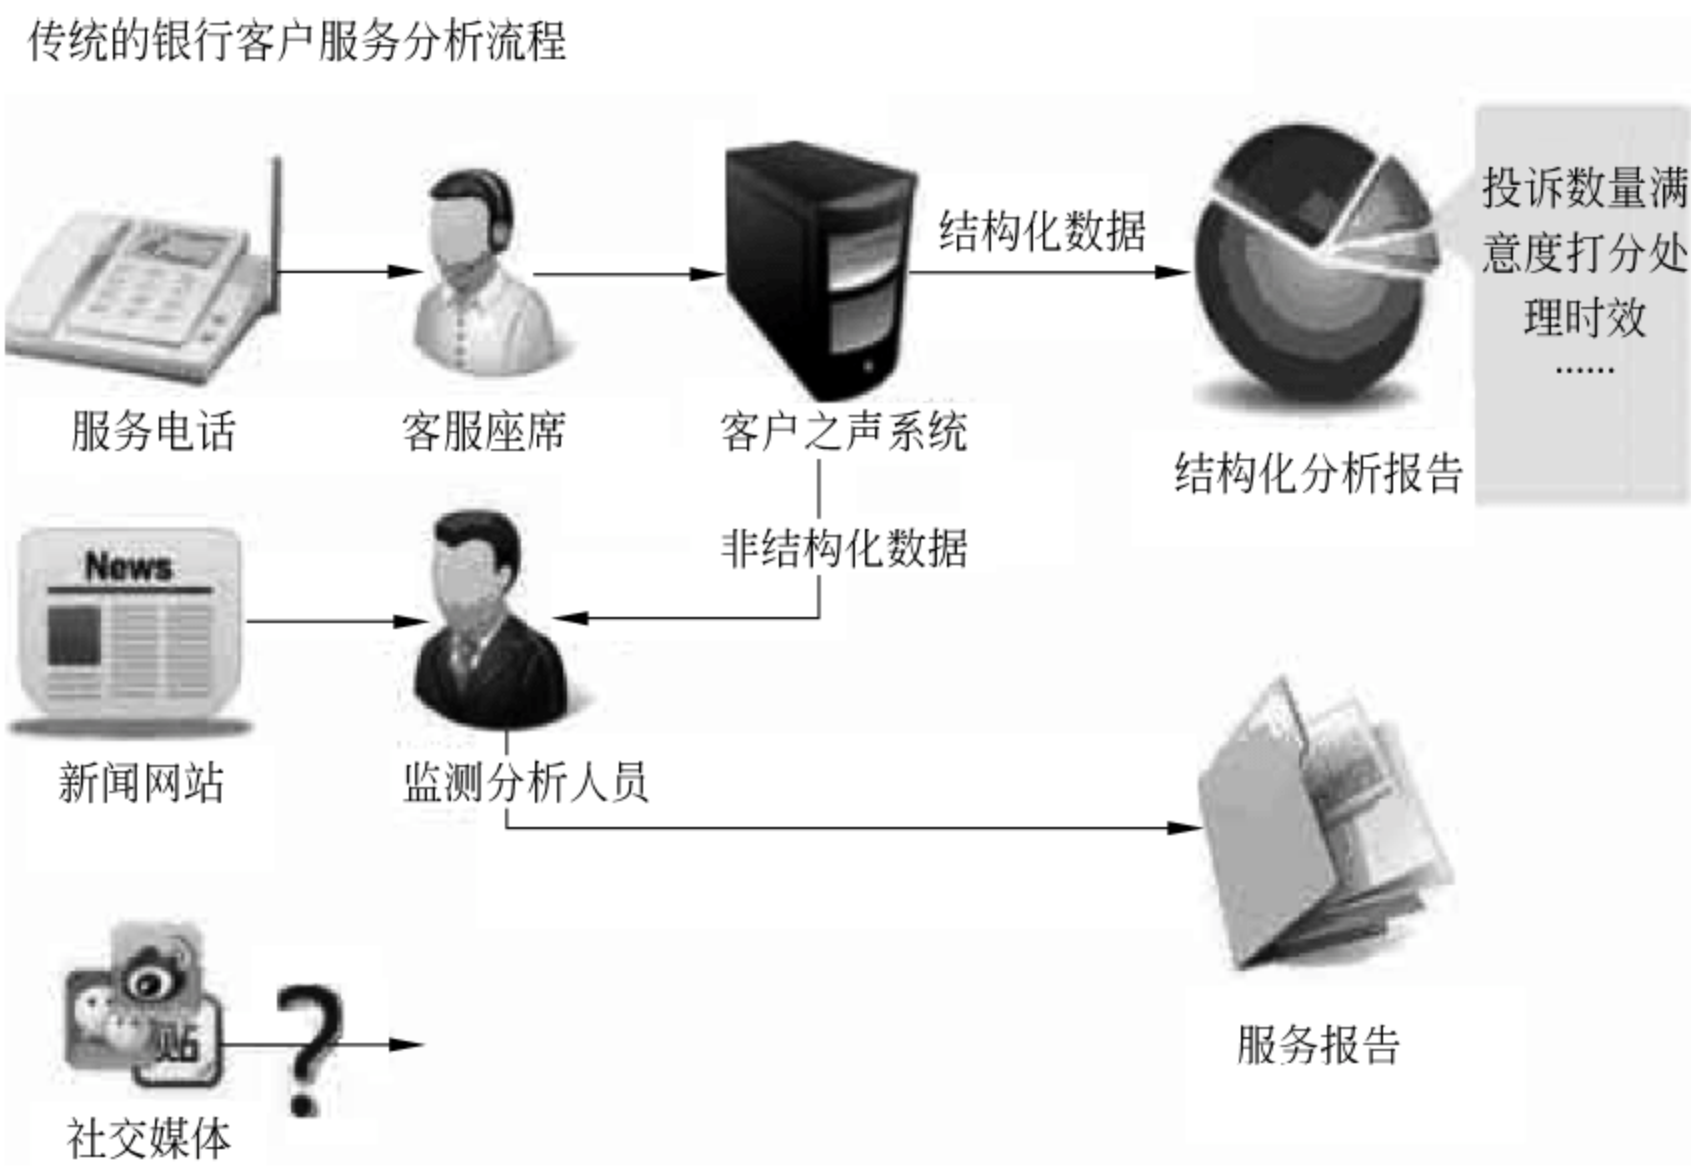 传统的银行客户服务分析流程
结构化数据
投诉数量满
意度打分处
理时效
......
服务电话
客服座席
客户之声系统
结构化分析报告
非结构化数据
News
新闻网站
监测分析人员
贴
?
服务报告
社交媒体